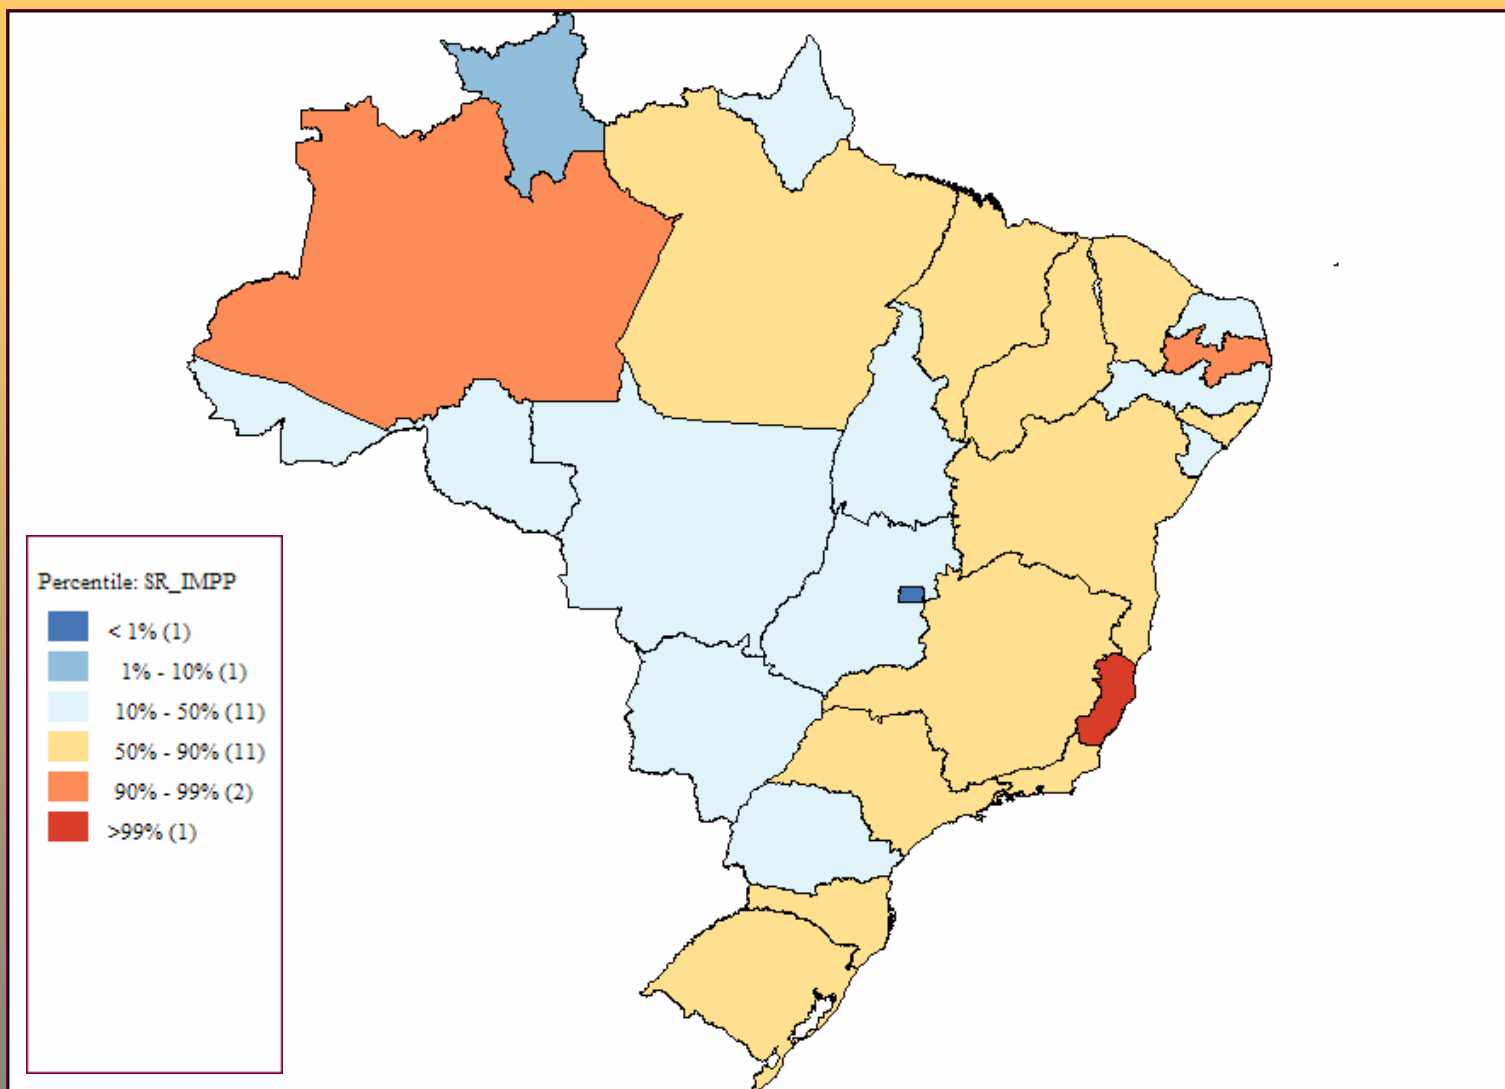 Percentile: SR_IMPP
< 1% (1)
1% - 10% (1)
10% - 50% (11)
50% - 90% (11)
90% - 99% (2)
>99% (1)